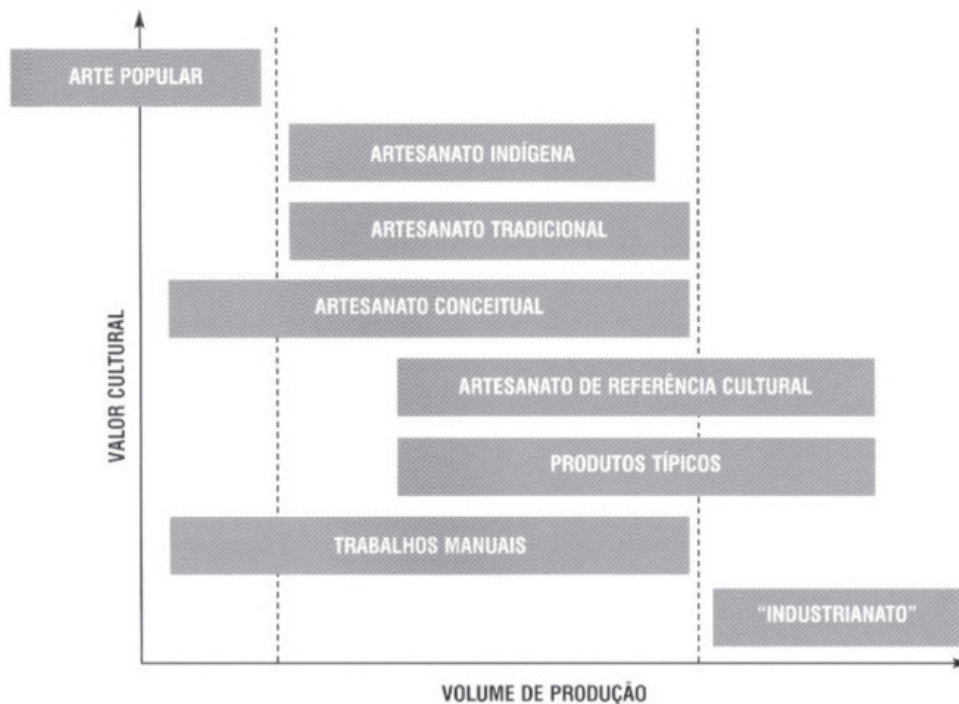 ARTE POPULAR
ARTESANATO INDÍGENA
ARTESANATO TRADICIONAL
ARTESANATO CONCEITUAL
ARTESANATO DE REFERÊNCIA CULTURAL
PRODUTOS TÍPICOS
TRABALHOS MANUAIS
“INDUSTRIANATO”
VALOR CULTURAL
VOLUME DE PRODUÇÃO